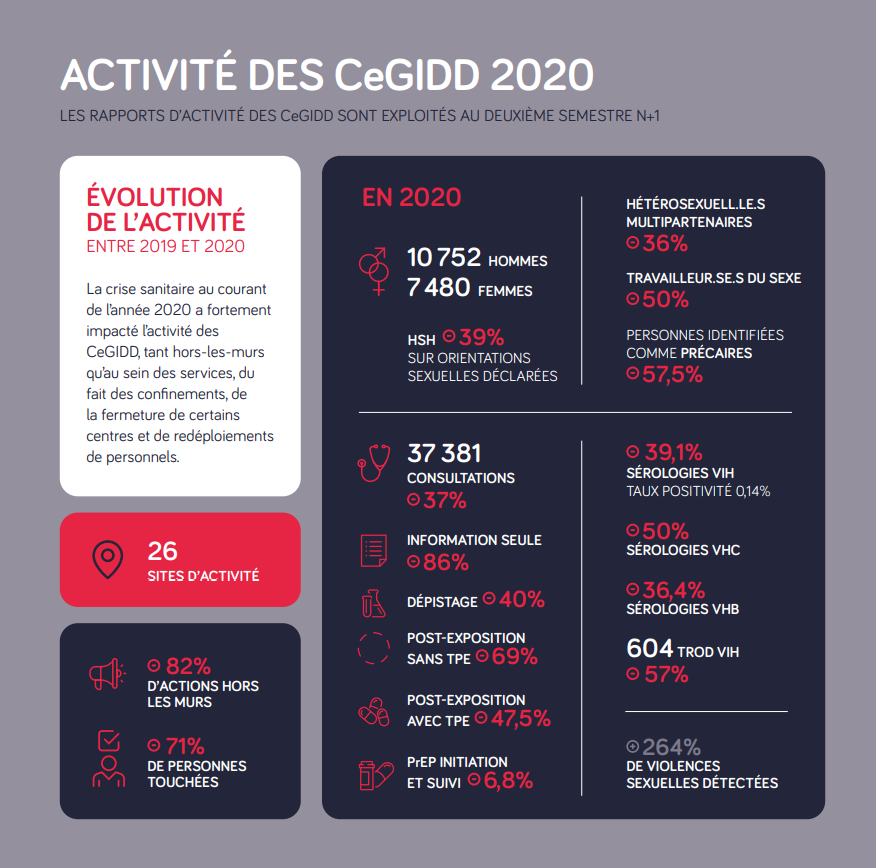 ACTIVITÉ DES CeGIDD 2020
LES RAPPORTS D'ACTIVITÉ DES CeGIDD SONT EXPLOITÉS AU DEUXIÈME SEMESTRE N+1
ÉVOLUTION
DE L'ACTIVITÉ
ENTRE 2019 ET 2020
La crise sanitaire au courant
de l'année 2020 a fortement
impacté l'activité des
CeGIDD, tant hors-les-murs
qu'au sein des services, du
fait des confinements, de
la fermeture de certains
centres et de redéploiements
de personnels.
26
SITES D'ACTIVITÉ
⊖ 82%
D'ACTIONS HORS
LES MURS
⊖ 71%
DE PERSONNES
TOUCHÉES
EN 2020
10 752 HOMMES
7 480 FEMMES
HSH ⊖ 39%
SUR ORIENTATIONS
SEXUELLES DÉCLARÉES
HÉTÉROSEXUELL.LE.S
MULTIPARTENAIRES
⊖ 36%
TRAVAILLEUR.SE.S DU SEXE
⊖ 50%
PERSONNES IDENTIFIÉES
COMME PRÉCAIRES
⊖ 57,5%
37 381
CONSULTATIONS
⊖ 37%
INFORMATION SEULE
⊖ 86%
DÉPISTAGE ⊖ 40%
POST-EXPOSITION
SANS TPE ⊖ 69%
POST-EXPOSITION
AVEC TPE ⊖ 47,5%
PrEP INITIATION
ET SUIVI ⊖ 6,8%
⊖ 39,1%
SÉROLOGIES VIH
TAUX POSITIVITÉ 0,14%
⊖ 50%
SÉROLOGIES VHC
⊖ 36,4%
SÉROLOGIES VHB
604 TROD VIH
⊖ 57%
⊕ 264%
DE VIOLENCES
SEXUELLES DÉTECTÉES